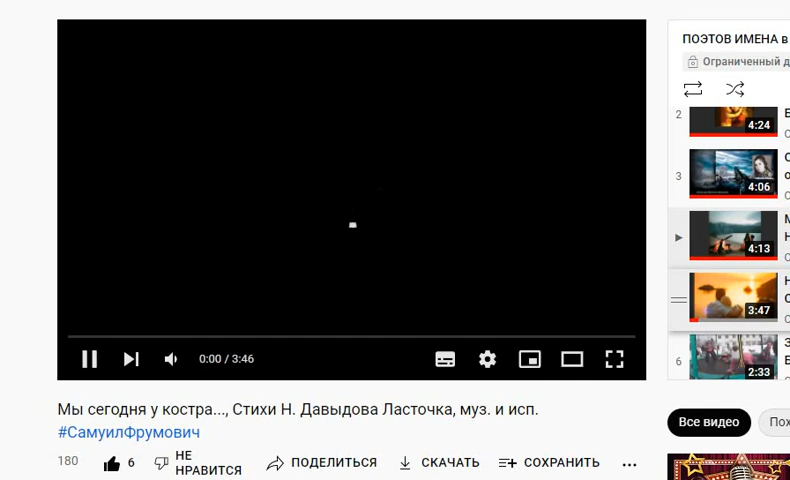 ПОЭТОВ ИМЕНА в
Ограниченный д
2
4:24
3
4:06
4:13
3:47
6
2:33
0:00 / 3:46
Мы сегодня у костра..., Стихи Н. Давыдова Ласточка, муз. и исп.
#СамуилФрумович
180
6
НЕ НРАВИТСЯ
ПОДЕЛИТЬСЯ
СКАЧАТЬ
СОХРАНИТЬ
Все видео
Пох